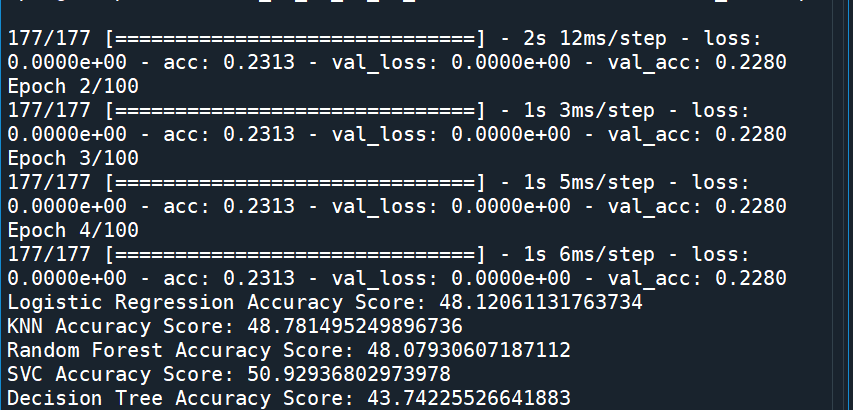 177/177 [==============================] - 2s 12ms/step - loss:
0.0000e+00 - acc: 0.2313 - val_loss: 0.0000e+00 - val_acc: 0.2280
Epoch 2/100
177/177 [==============================] - 1s 3ms/step - loss:
0.0000e+00 - acc: 0.2313 - val_loss: 0.0000e+00 - val_acc: 0.2280
Epoch 3/100
177/177 [==============================] - 1s 5ms/step - loss:
0.0000e+00 - acc: 0.2313 - val_loss: 0.0000e+00 - val_acc: 0.2280
Epoch 4/100
177/177 [==============================] - 1s 6ms/step - loss:
0.0000e+00 - acc: 0.2313 - val_loss: 0.0000e+00 - val_acc: 0.2280
Logistic Regression Accuracy Score: 48.12061131763734
KNN Accuracy Score: 48.781495249896736
Random Forest Accuracy Score: 48.07930607187112
SVC Accuracy Score: 50.92936802973978
Decision Tree Accuracy Score: 43.74225526641883